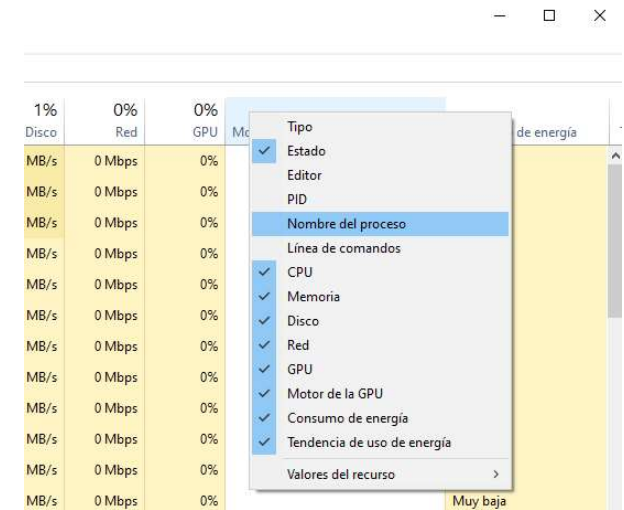 1% 0% 0%
Disco Red GPU de energía
Tipo
Estado
Editor
PID
Nombre del proceso
Línea de comandos
CPU
Memoria
Disco
Red
GPU
Motor de la GPU
Consumo de energía
Tendencia de uso de energía
Valores del recurso
MB/s 0 Mbps 0%
MB/s 0 Mbps 0%
MB/s 0 Mbps 0%
MB/s 0 Mbps 0%
MB/s 0 Mbps 0%
MB/s 0 Mbps 0%
MB/s 0 Mbps 0%
MB/s 0 Mbps 0%
MB/s 0 Mbps 0%
MB/s 0 Mbps 0%
MB/s 0 Mbps 0%
MB/s 0 Mbps 0% Muy baja